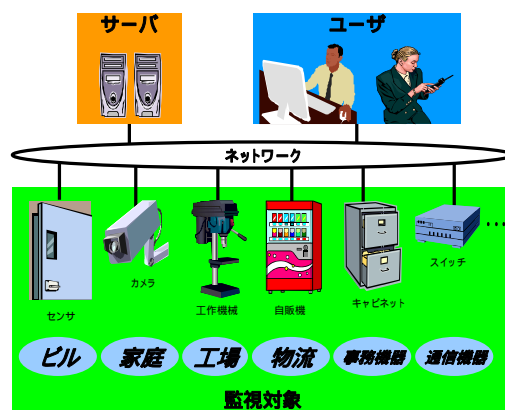 サーバ
ユーザ
ネットワーク
センサ
カメラ
工作機械
自販機
キャビネット
スイッチ
・・・
ビル
家庭
工場
物流
事務機器
通信機器
監視対象